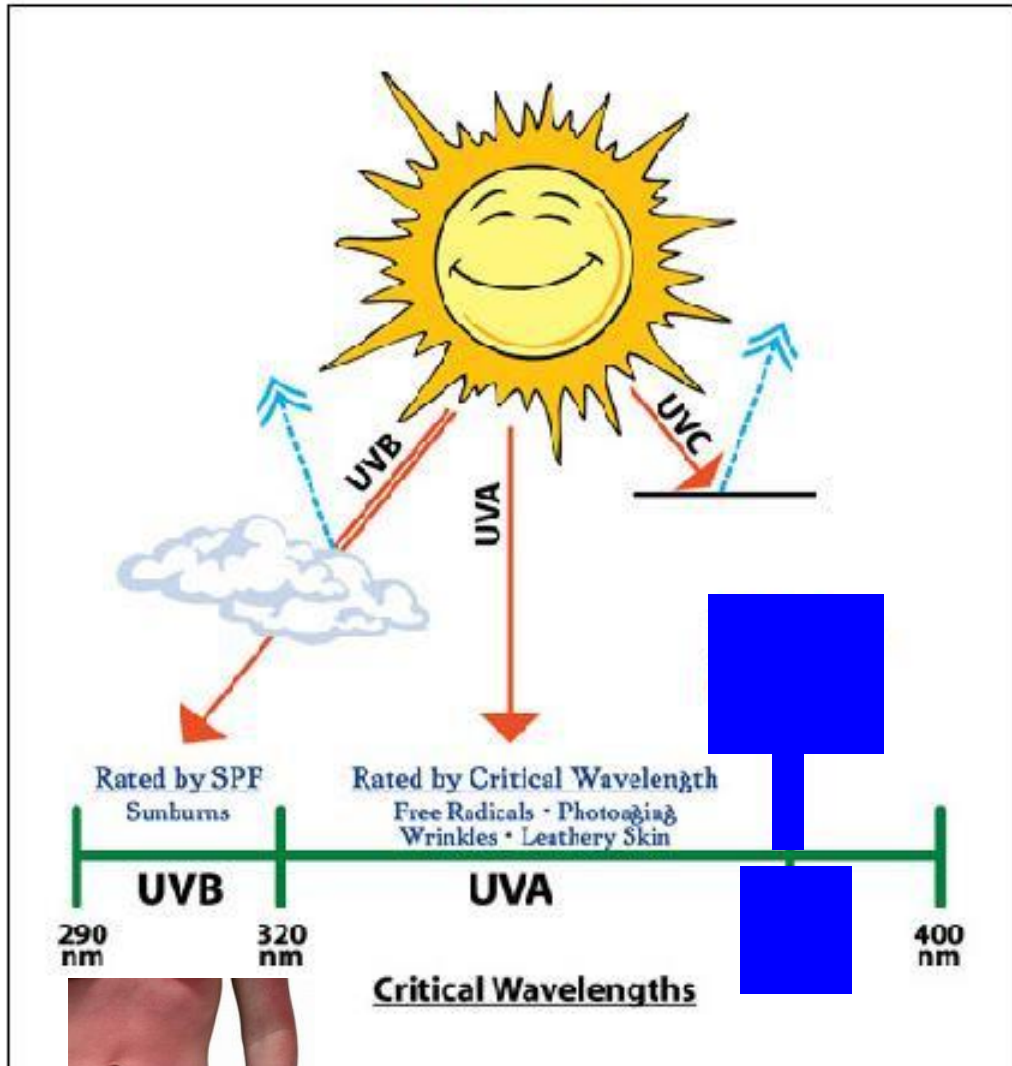 UVB
UVA
UVC
Rated by SPF
Sunburns
Rated by Critical Wavelength
Free Radicals · Photoaging
Wrinkles · Leathery Skin
UVB
UVA
290
nm
320
nm
400
nm
Critical Wavelengths